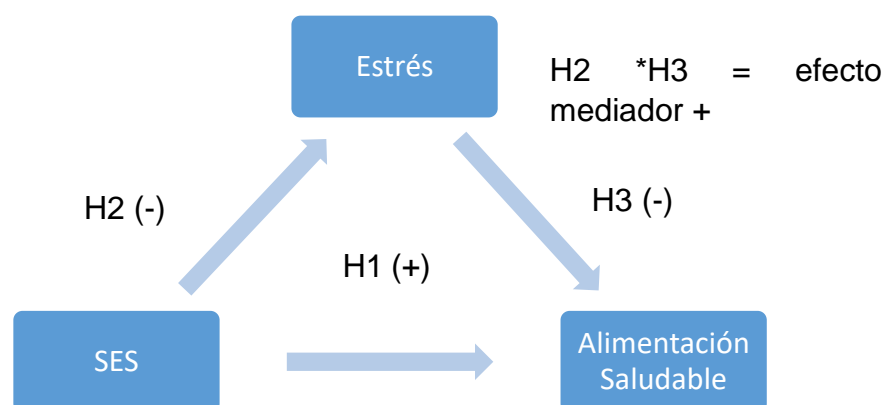 Estrés
H2 *H3 = efecto
mediador +
H2 (-)
H3 (-)
H1 (+)
SES
Alimentación
Saludable